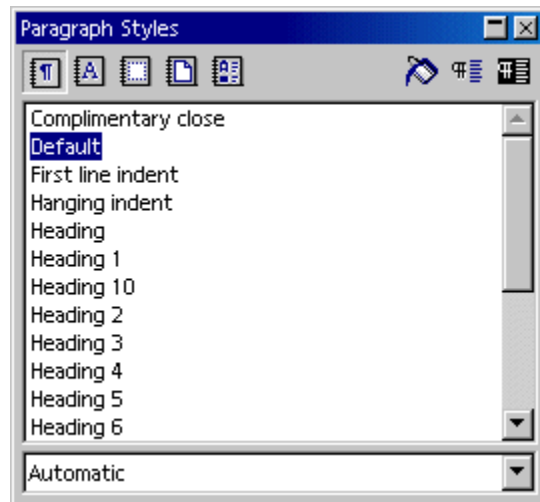 Paragraph Styles
Complimentary close
Default
First line indent
Hanging indent
Heading
Heading 1
Heading 10
Heading 2
Heading 3
Heading 4
Heading 5
Heading 6
Automatic